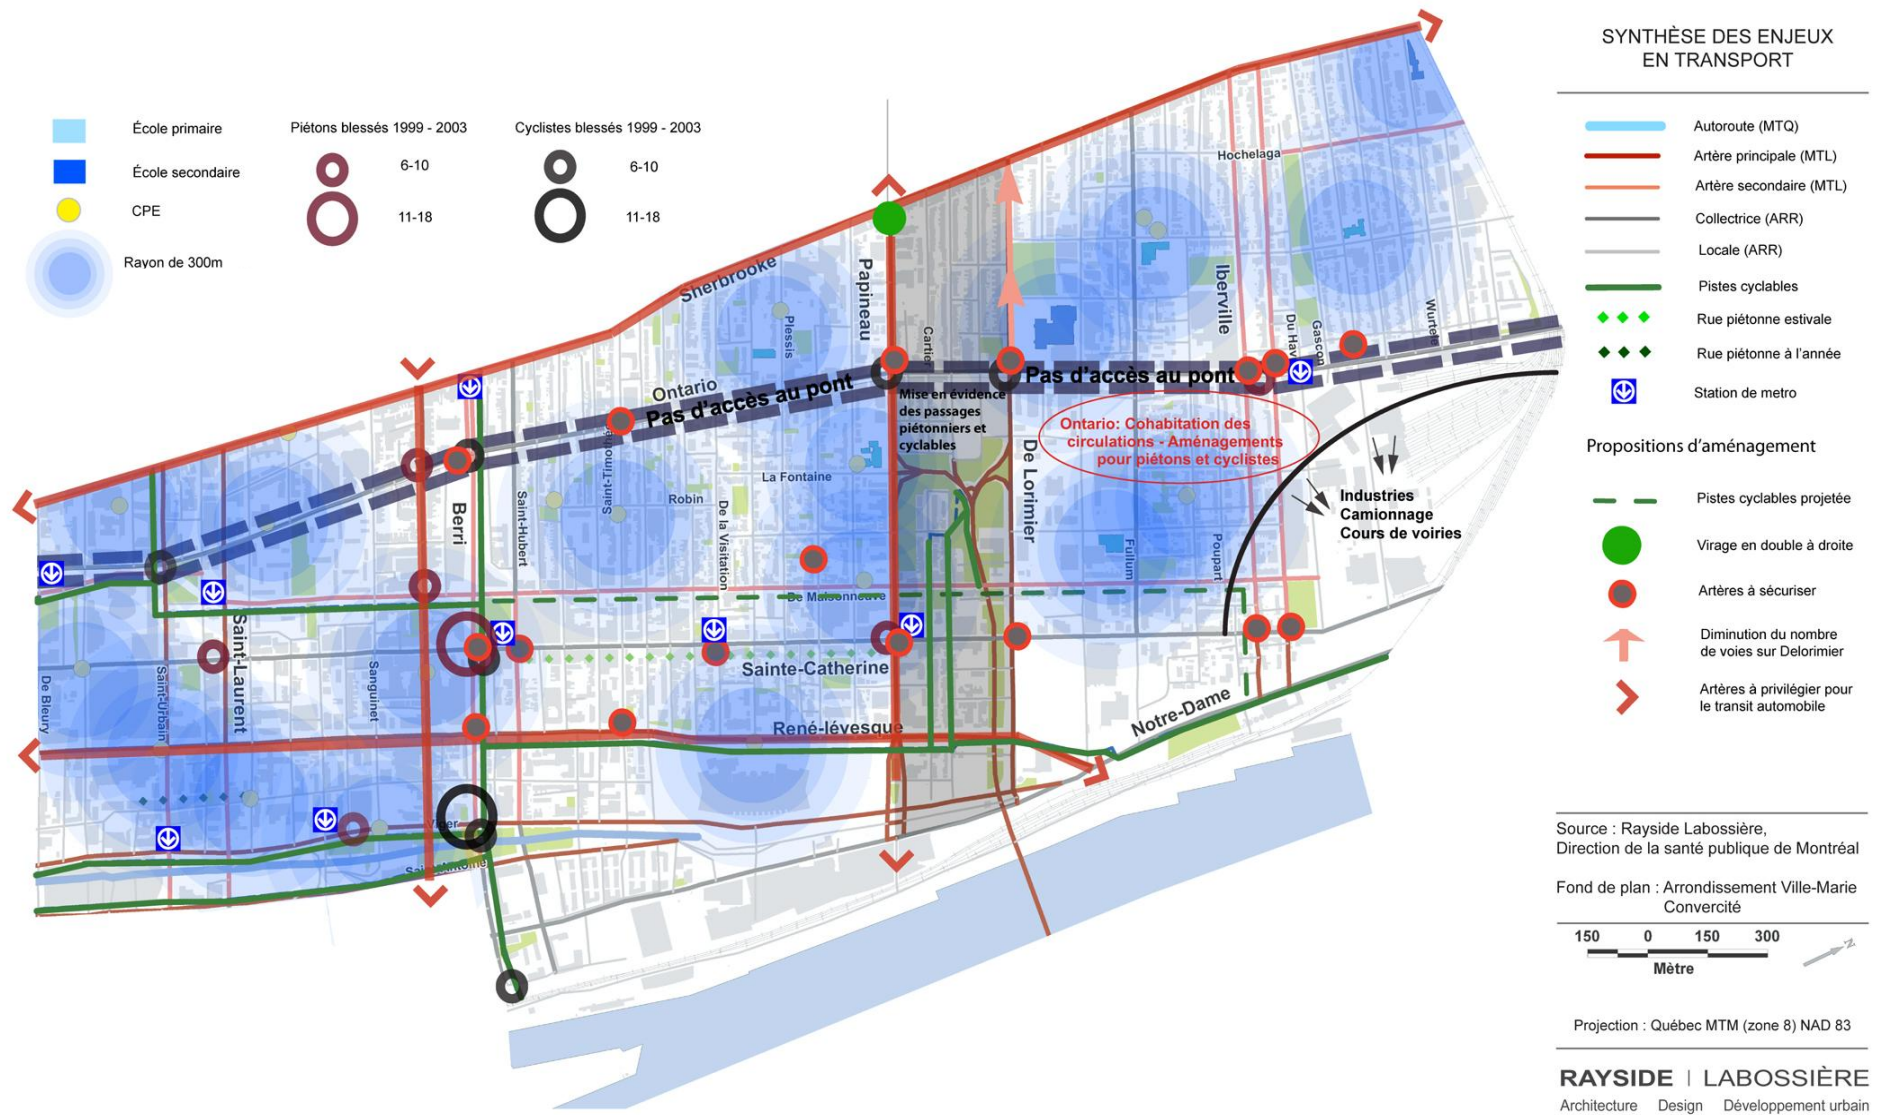 SYNTHÈSE DES ENJEUX
EN TRANSPORT
École primaire
École secondaire
CPE
Rayon de 300m
Piétons blessés 1999 - 2003
6-10
11-18
Cyclistes blessés 1999 - 2003
6-10
11-18
Autoroute (MTQ)
Artère principale (MTL)
Artère secondaire (MTL)
Collectrice (ARR)
Locale (ARR)
Pistes cyclables
Rue piétonne estivale
Rue piétonne à l'année
Station de metro
Propositions d'aménagement
Pistes cyclables projetée
Virage en double à droite
Artères à sécuriser
Diminution du nombre
de voies sur Delorimier
Artères à privilégier pour
le transit automobile
Hochelaga
Sherbrooke
Papineau
Plessis
Cartier
Iberville
Gascon
Wurtele
Ontario
Pas d'accès au pont
Pas d'accès au pont
Mise en évidence
des passages
piétonniers et
cyclables
Ontario: Cohabitation des
circulations - Aménagements
pour piétons et cyclistes
Industries
Camionnage
Cours de voiries
La Fontaine
Robin
Berri
Saint-Hubert
De la Visitation
De Lorimier
Fullum
Poupart
De Maisonneuve
Saint-Laurent
Saint-Urbain
De Bleury
Sanguinet
Sainte-Catherine
René-lévesque
Notre-Dame
Viger
Source : Rayside Labossière,
Direction de la santé publique de Montréal
Fond de plan : Arrondissement Ville-Marie
Convercité
150 0 150 300
Mètre
N
Projection : Québec MTM (zone 8) NAD 83
RAYSIDE | LABOSSIÈRE
Architecture Design Développement urbain